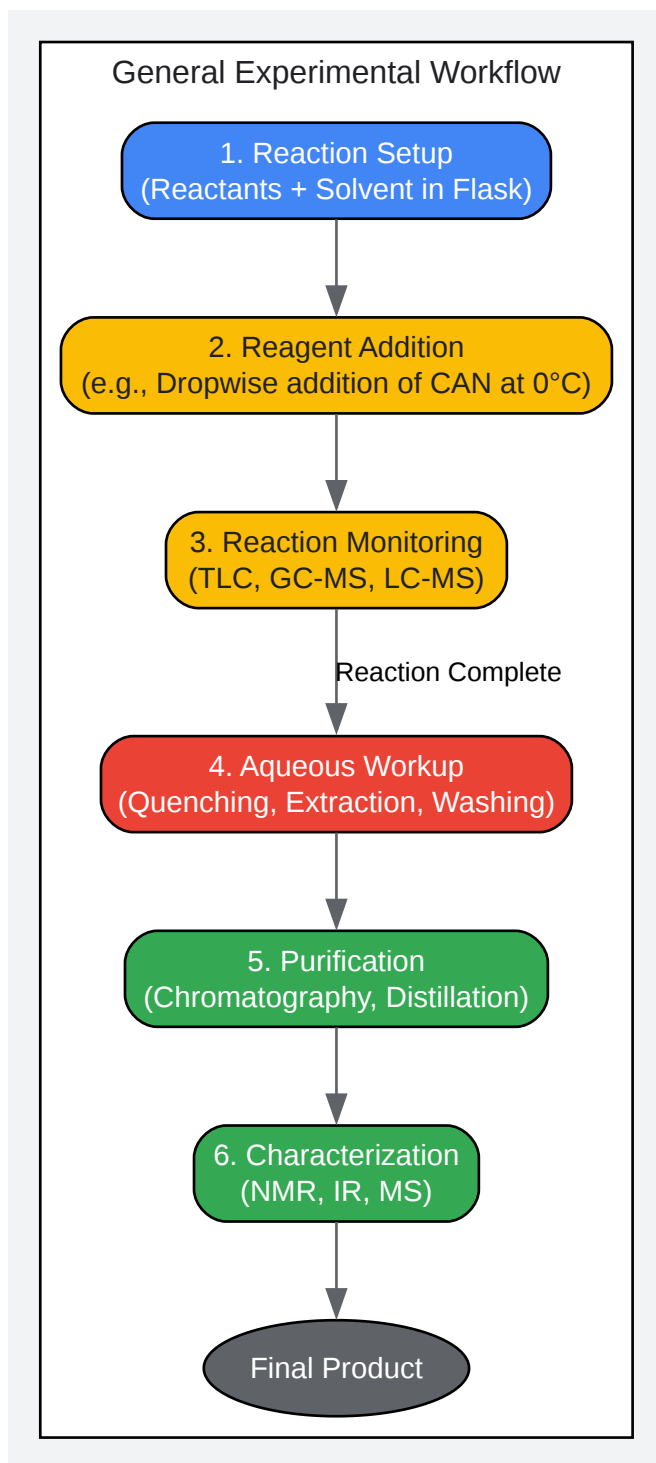 General Experimental Workflow
1. Reaction Setup
(Reactants + Solvent in Flask)
2. Reagent Addition
(e.g., Dropwise addition of CAN at 0°C)
3. Reaction Monitoring
(TLC, GC-MS, LC-MS)
Reaction Complete
4. Aqueous Workup
(Quenching, Extraction, Washing)
5. Purification
(Chromatography, Distillation)
6. Characterization
(NMR, IR, MS)
Final Product